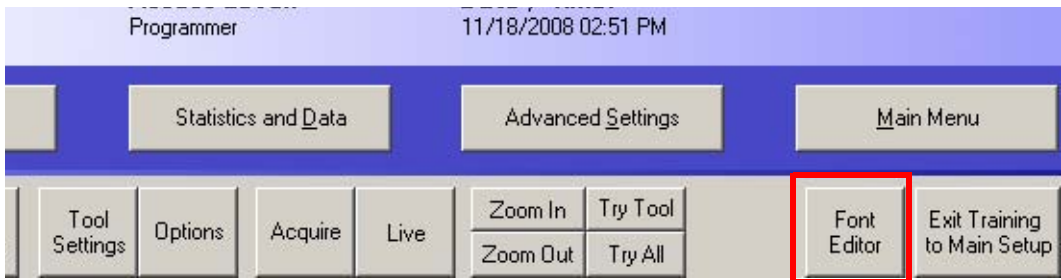 Programmer
11/18/2008 02:51 PM
Statistics and Data
Advanced Settings
Main Menu
Tool
Settings
Options
Acquire
Live
Zoom In
Try Tool
Zoom Out
Try All
Font
Editor
Exit Training
to Main Setup